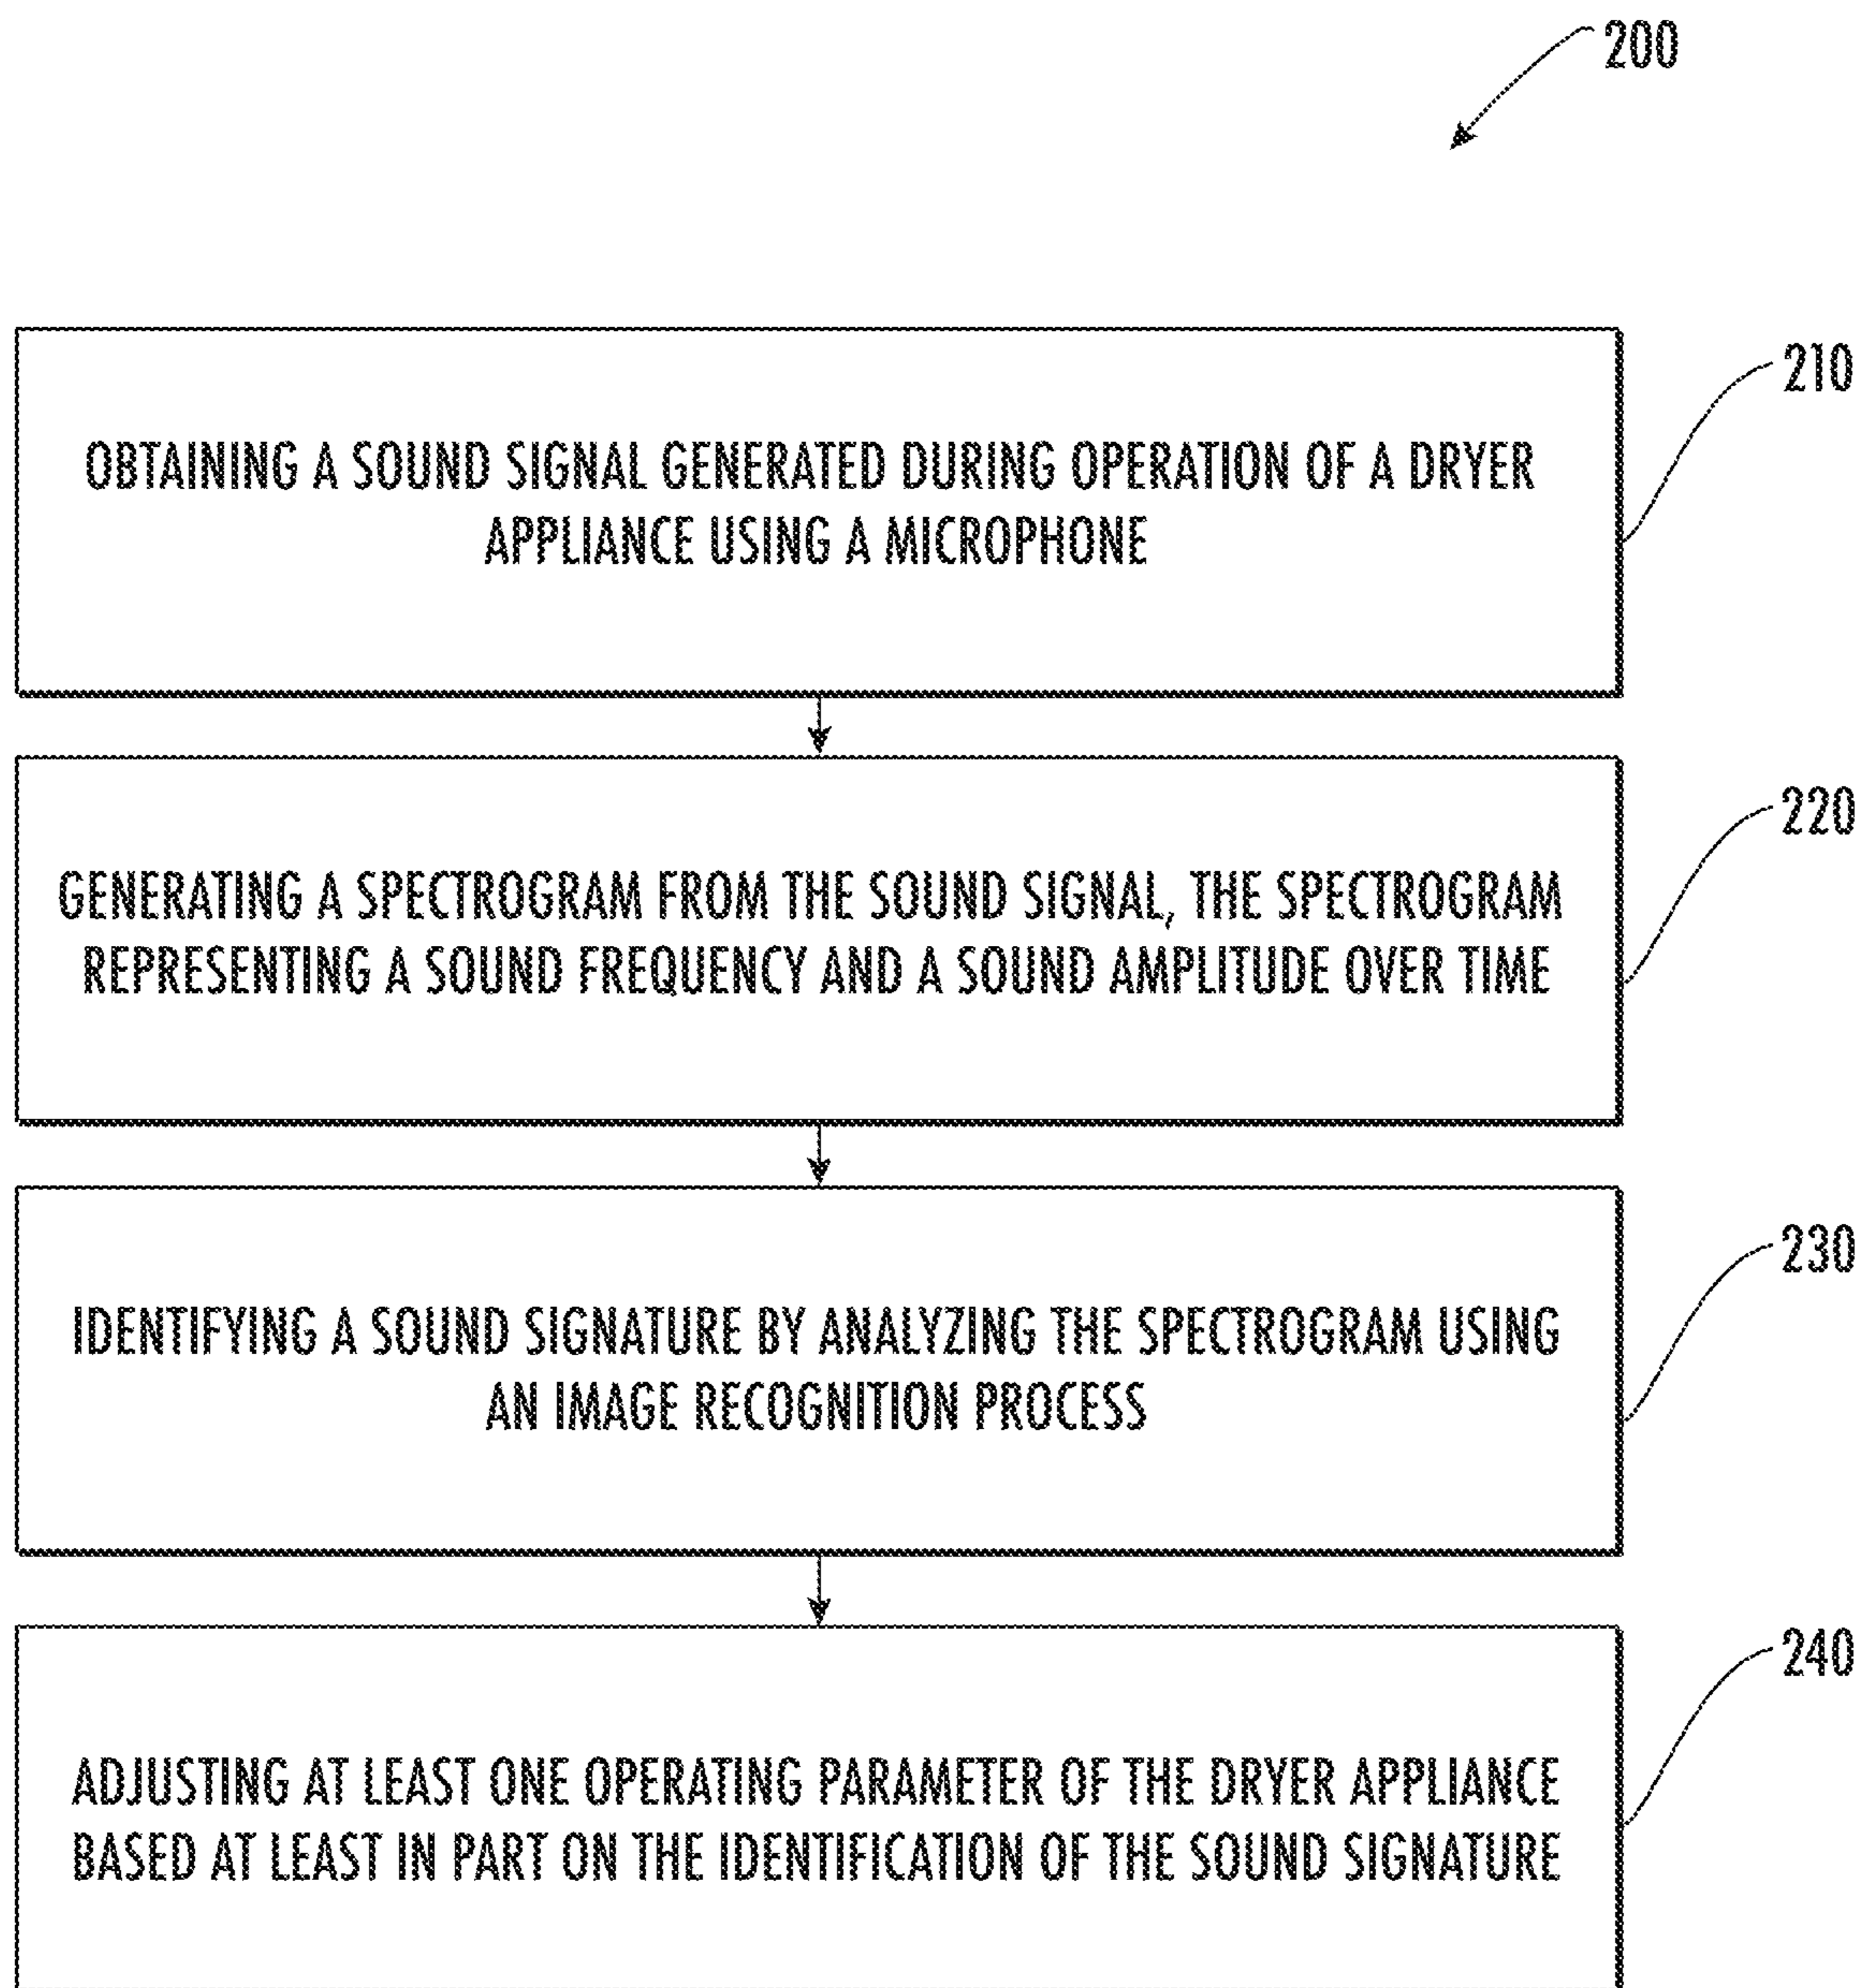 200
OBTAINING A SOUND SIGNAL GENERATED DURING OPERATION OF A DRYER
APPLIANCE USING A MICROPHONE
210
GENERATING A SPECTROGRAM FROM THE SOUND SIGNAL, THE SPECTROGRAM
REPRESENTING A SOUND FREQUENCY AND A SOUND AMPLITUDE OVER TIME
220
IDENTIFYING A SOUND SIGNATURE BY ANALYZING THE SPECTROGRAM USING
AN IMAGE RECOGNITION PROCESS
230
ADJUSTING AT LEAST ONE OPERATING PARAMETER OF THE DRYER APPLIANCE
BASED AT LEAST IN PART ON THE IDENTIFICATION OF THE SOUND SIGNATURE
240